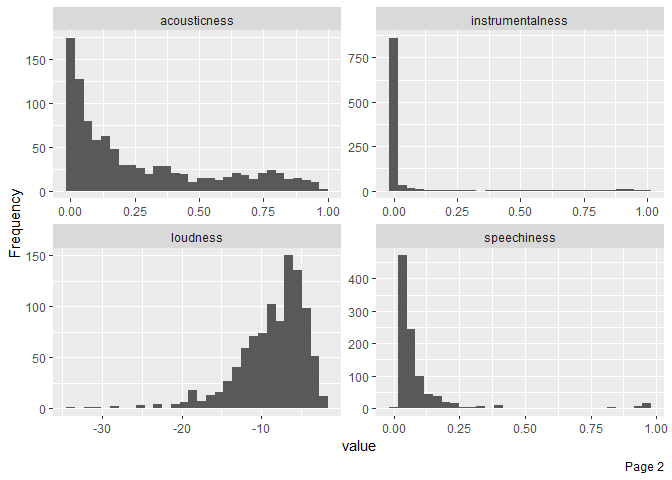 acousticness instrumentalness
150
100
50
0
750
500
250
0
0.00 0.25 0.50 0.75 1.00 0.00 0.25 0.50 0.75 1.00
Frequency
loudness speechiness
150
100
50
0
400
300
200
100
0
-30 -20 -10 0.00 0.25 0.50 0.75 1.00
value
Page 2